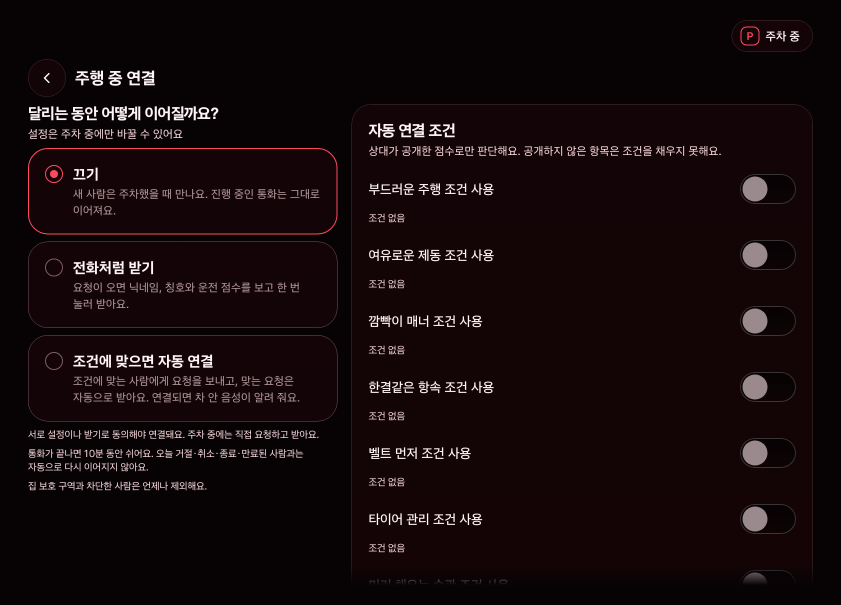 P 주차 중
주행 중 연결
달리는 동안 어떻게 이어질까요?
설정은 주차 중에만 바꿀 수 있어요
끄기
새 사람은 주차했을 때 만나요. 진행 중인 통화는 그대로
이어져요.
전화처럼 받기
요청이 오면 닉네임, 칭호와 운전 점수를 보고 한 번
눌러 받아요.
조건에 맞으면 자동 연결
조건에 맞는 사람에게 요청을 보내고, 맞는 요청은
자동으로 받아요. 연결되면 차 안 음성이 알려 줘요.
서로 설정이나 받기로 동의해야 연결돼요. 주차 중에는 직접 요청하고 받아요.
통화가 끝나면 10분 동안 쉬어요. 오늘 거절·취소·종료·만료된 사람과는
자동으로 다시 이어지지 않아요.
집 보호 구역과 차단한 사람은 언제나 제외해요.
자동 연결 조건
상대가 공개한 점수로만 판단해요. 공개하지 않은 항목은 조건을 채우지 못해요.
부드러운 주행 조건 사용
조건 없음
여유로운 제동 조건 사용
조건 없음
깜빡이 매너 조건 사용
조건 없음
한결같은 항속 조건 사용
조건 없음
벨트 먼저 조건 사용
조건 없음
타이어 관리 조건 사용
조건 없음
조건 사용